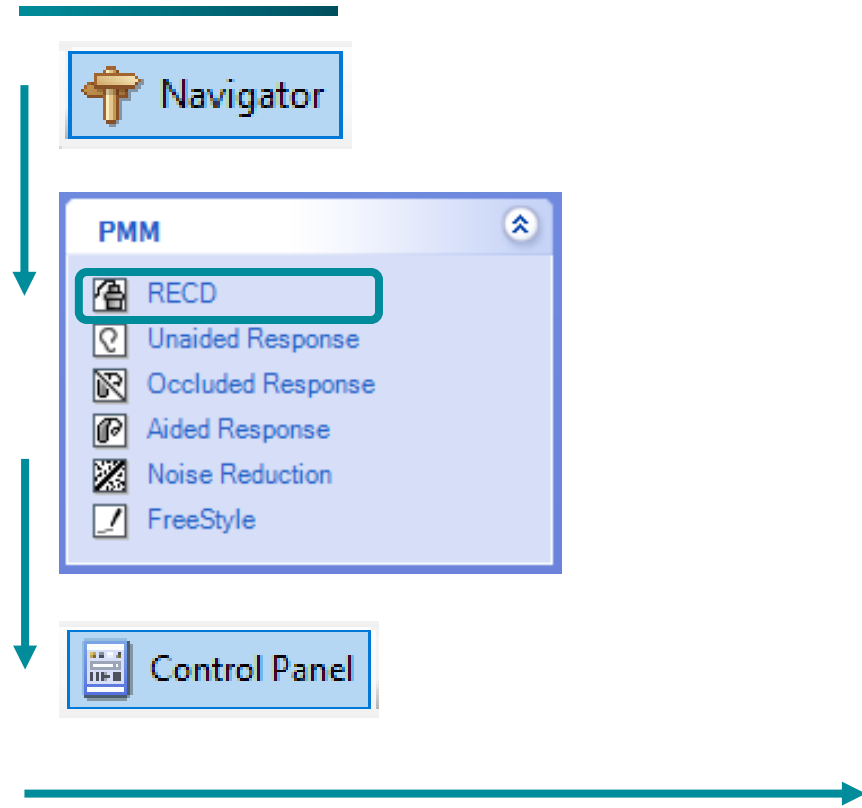 Navigator
PMM
RECD
Unaided Response
Occluded Response
Aided Response
Noise Reduction
FreeStyle
Control Panel